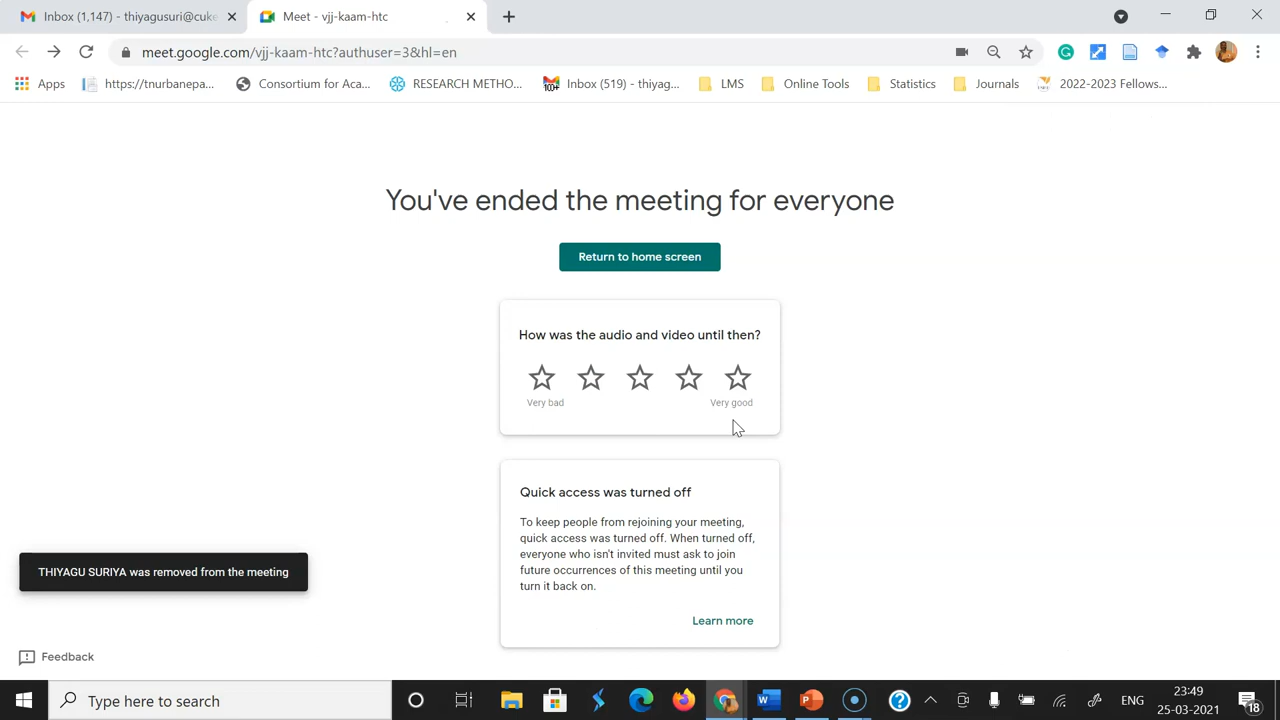 Inbox (1,147) - thiyagusuri@cuke
Meet - vjj-kaam-htc
meet.google.com/vjj-kaam-htc?authuser=3&hl=en
Apps
https://tnurbanepa...
Consortium for Aca...
RESEARCH METHO...
100+
Inbox (519) - thiyag...
LMS
Online Tools
Statistics
Journals
2022-2023 Fellows...
You've ended the meeting for everyone
Return to home screen
How was the audio and video until then?
Very bad
Very good
Quick access was turned off
To keep people from rejoining your meeting,
quick access was turned off. When turned off,
everyone who isn't invited must ask to join
future occurrences of this meeting until you
turn it back on.
Learn more
THIYAGU SURIYA was removed from the meeting
Feedback
Type here to search
ENG
23:49
25-03-2021
18